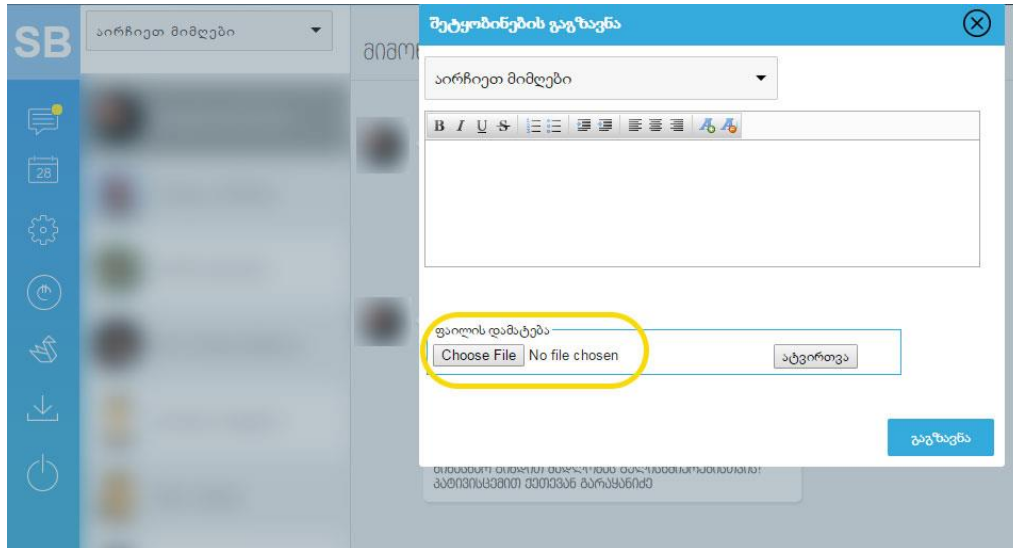 SB
აირჩიეთ მიმღები
28
შეტყობინების გაგზავნა
აირჩიეთ მიმღები
B I U S
ფაილის დამატება
Choose File No file chosen
ატვირთვა
გაგზავნა
პატივისცემით ქეთევან გარაყანიძე